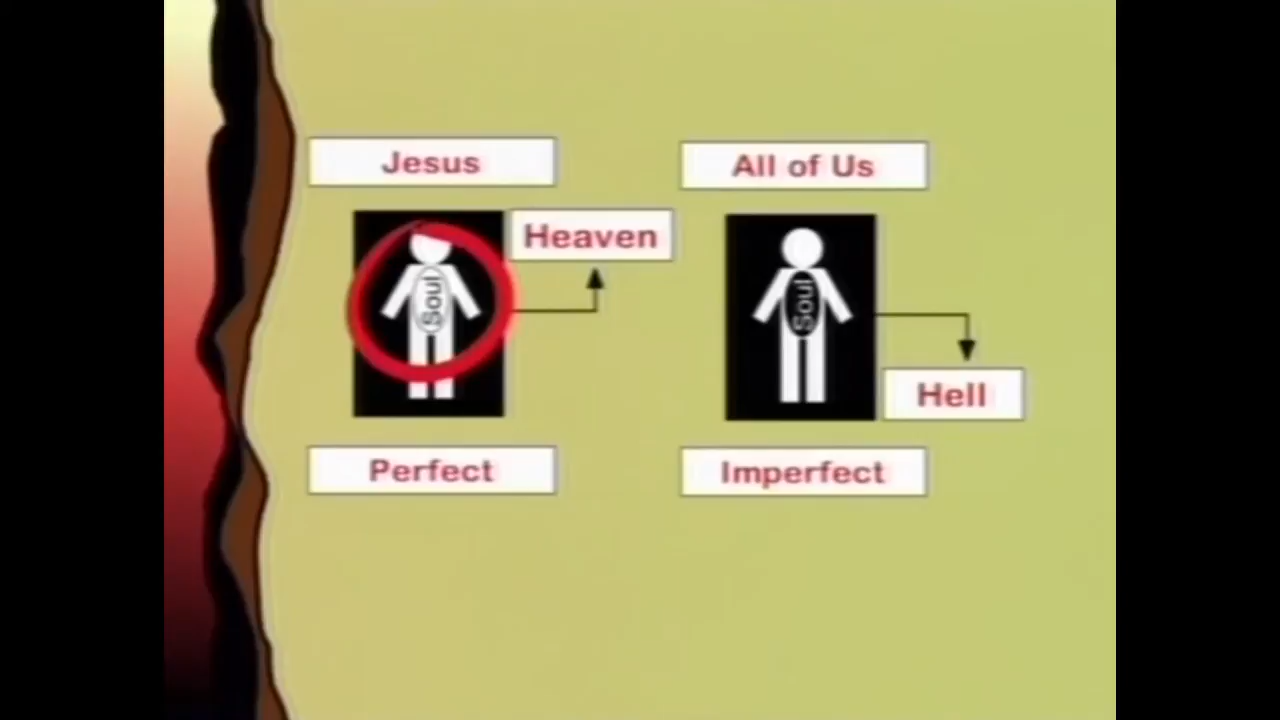 Jesus
All of Us
Heaven
Soul
Soul
Hell
Perfect
Imperfect